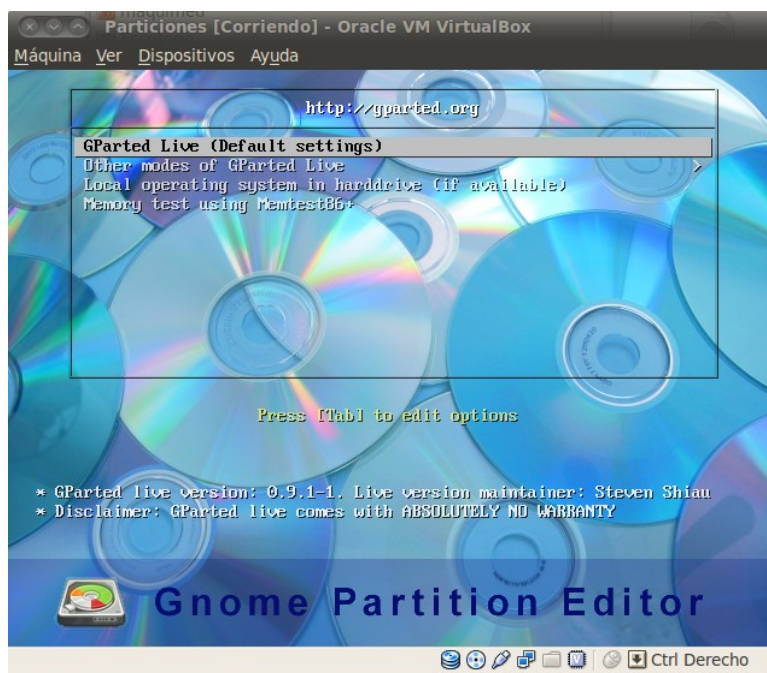 Particiones [Corriendo] - Oracle VM VirtualBox
Máquina Ver Dispositivos Ayuda
http://gparted.org
GParted Live (Default settings)
Other modes of GParted Live >
Local operating system in harddrive (if available)
Memory test using Memtest86+
Press [Tab] to edit options
* GParted live version: 0.9.1-1. Live version maintainer: Steven Shiau
* Disclaimer: GParted live comes with ABSOLUTELY NO WARRANTY
Gnome Partition Editor
Ctrl Derecho